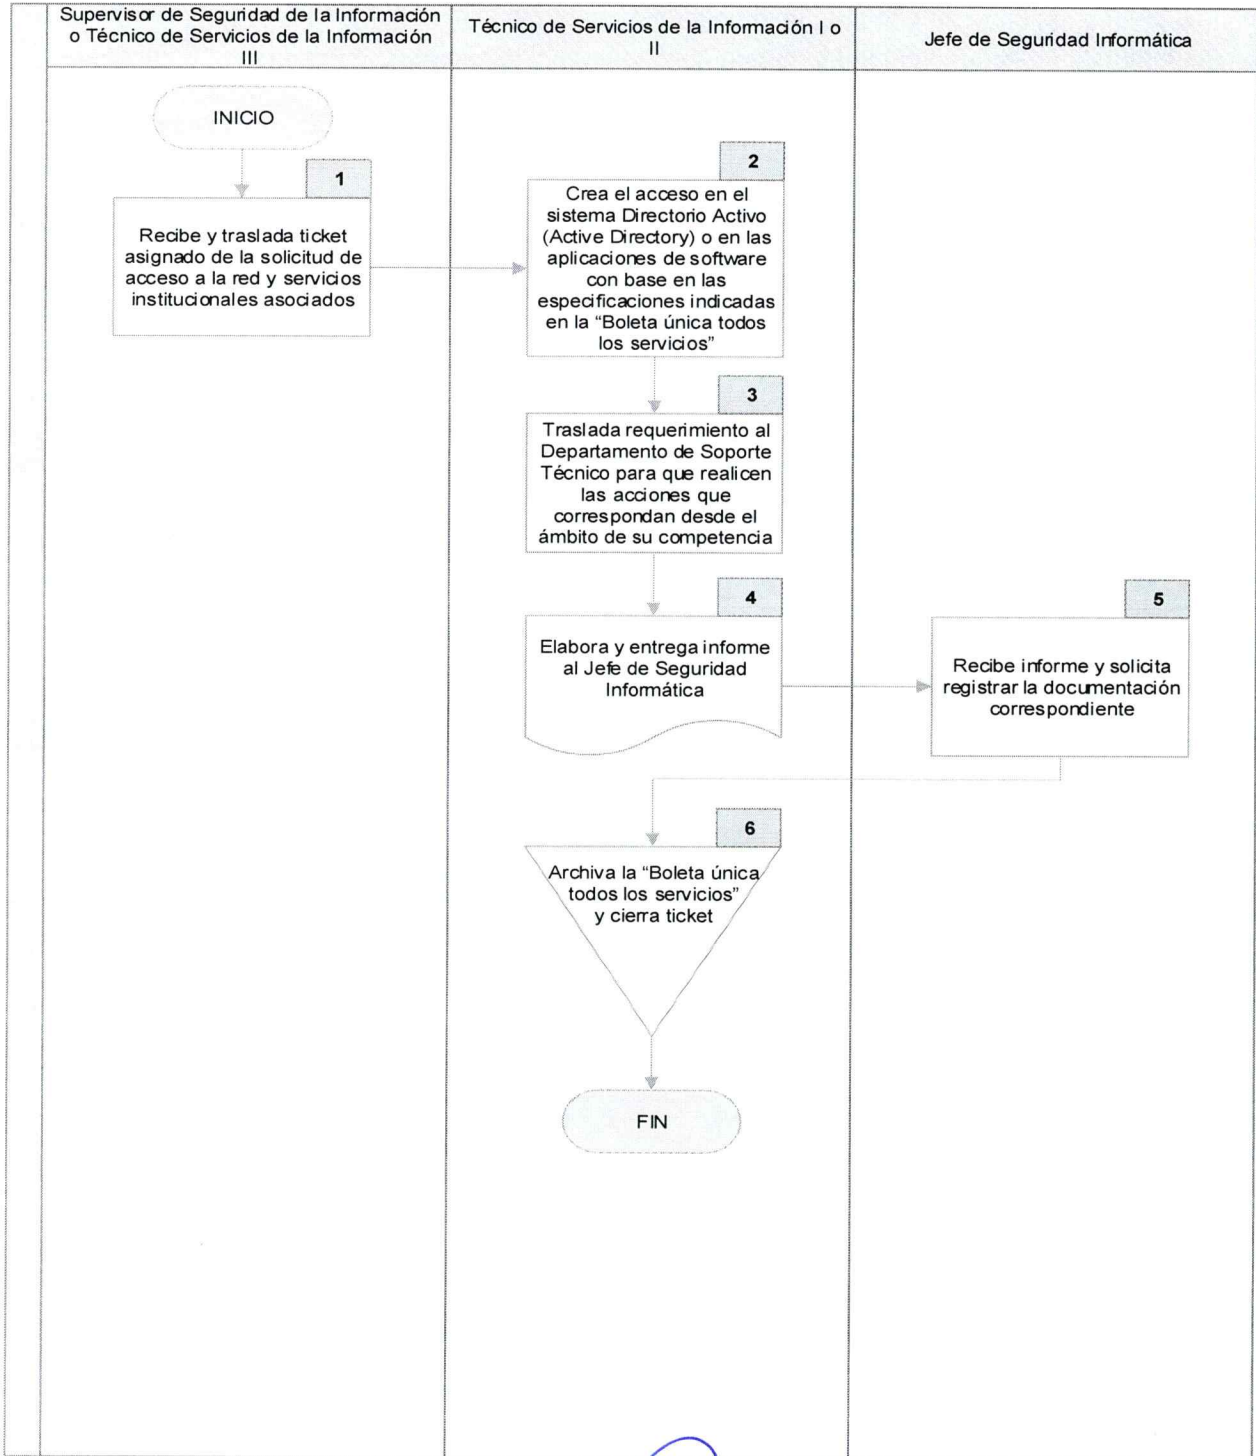 Supervisor de Seguridad de la Información
o Técnico de Servicios de la Información
III
Técnico de Servicios de la Información I o
II
Jefe de Seguridad Informática
INICIO
1
Recibe y traslada ticket
asignado de la solicitud de
acceso a la red y servicios
institucionales asociados
2
Crea el acceso en el
sistema Directorio Activo
(Active Directory) o en las
aplicaciones de software
con base en las
especificaciones indicadas
en la “Boleta única todos
los servicios”
3
Traslada requerimiento al
Departamento de Soporte
Técnico para que realicen
las acciones que
correspondan desde el
ámbito de su competencia
4
Elabora y entrega informe
al Jefe de Seguridad
Informática
5
Recibe informe y solicita
registrar la documentación
correspondiente
6
Archiva la “Boleta única
todos los servicios”
y cierra ticket
FIN